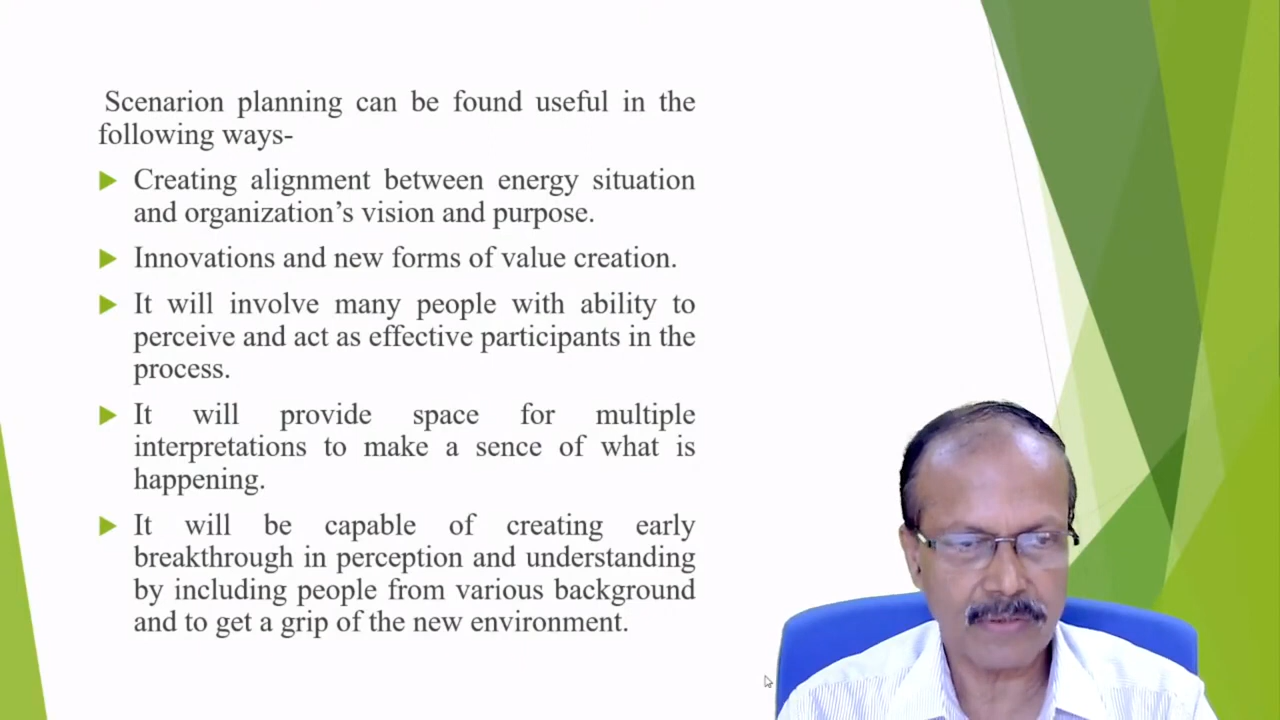 Scenarion planning can be found useful in the
following ways-
Creating alignment between energy situation
and organization's vision and purpose.
Innovations and new forms of value creation.
It will involve many people with ability to
perceive and act as effective participants in the
process.
It will provide space for multiple
interpretations to make a sence of what is
happening.
It will be capable of creating early
breakthrough in perception and understanding
by including people from various background
and to get a grip of the new environment.